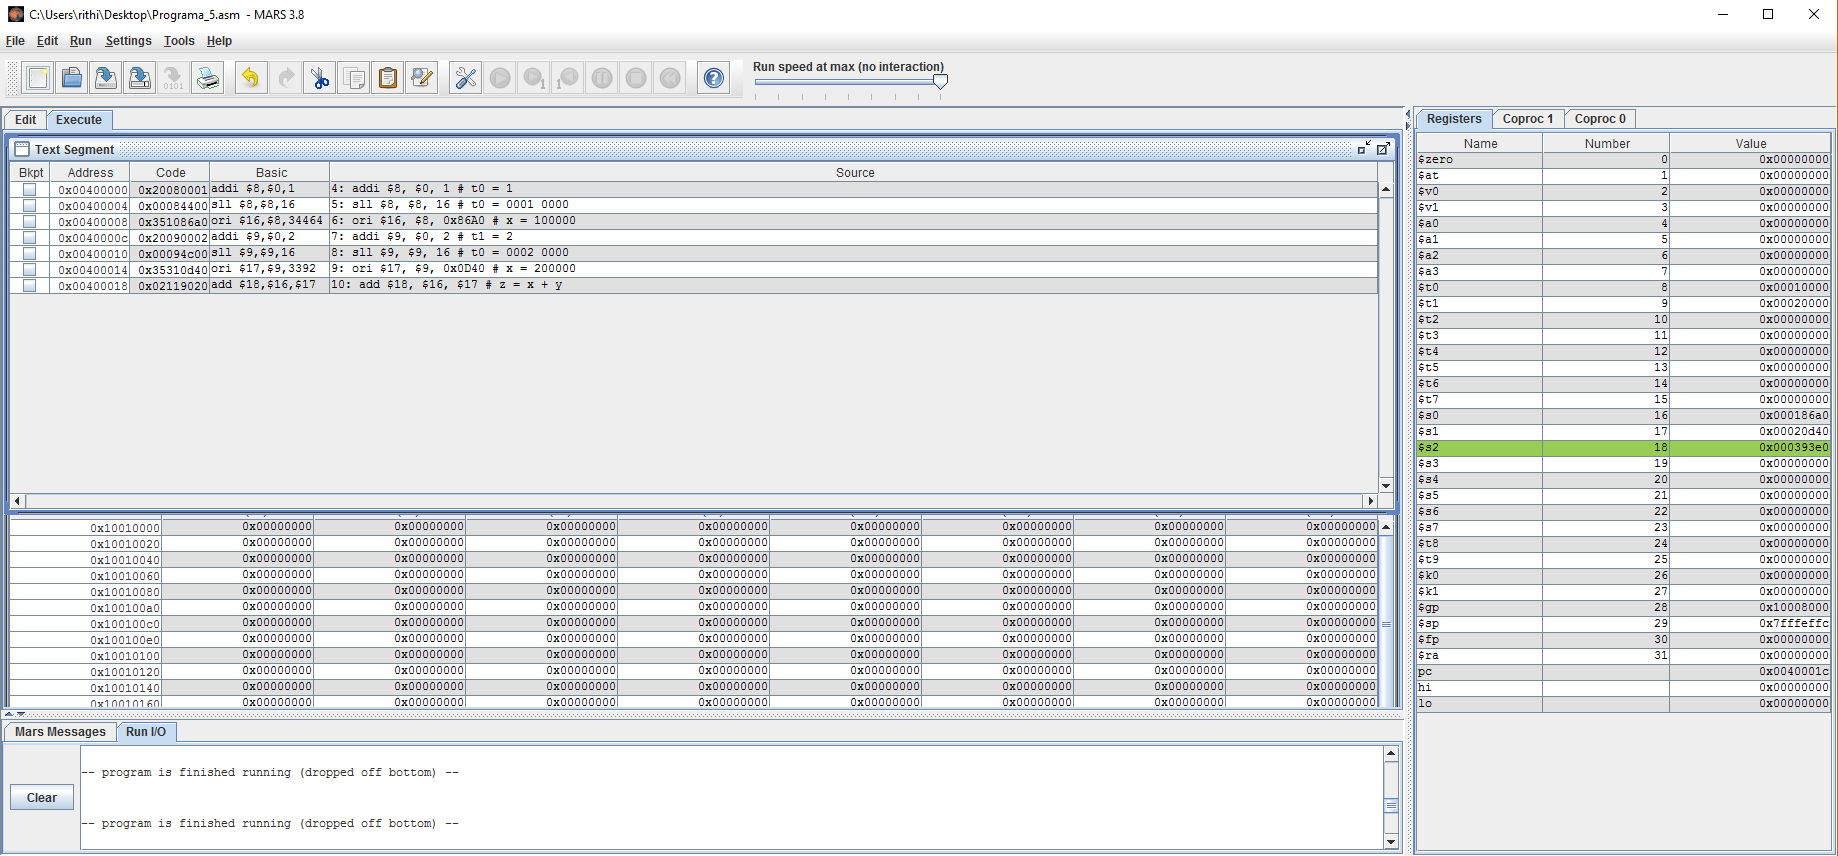 C:\Users\rithi\Desktop\Programa_5.asm - MARS 3.8
File Edit Run Settings Tools Help
Run speed at max (no interaction)
Edit Execute
Text Segment
Bkpt Address Code Basic Source
0x00400000 0x20080001 addi $8,$0,1 4: addi $8, $0, 1 # t0 = 1
0x00400004 0x00084400 sll $8,$8,16 5: sll $8, $8, 16 # t0 = 0001 0000
0x00400008 0x351086a0 ori $16,$8,34464 6: ori $16, $8, 0x86A0 # x = 100000
0x0040000c 0x20090002 addi $9,$0,2 7: addi $9, $0, 2 # t1 = 2
0x00400010 0x00094c00 sll $9,$9,16 8: sll $9, $9, 16 # t0 = 0002 0000
0x00400014 0x35310d40 ori $17,$9,3392 9: ori $17, $9, 0x0D40 # x = 200000
0x00400018 0x02119020 add $18,$16,$17 10: add $18, $16, $17 # z = x + y
0x10010000 0x00000000 0x00000000 0x00000000 0x00000000 0x00000000 0x00000000 0x00000000 0x00000000
0x10010020 0x00000000 0x00000000 0x00000000 0x00000000 0x00000000 0x00000000 0x00000000 0x00000000
0x10010040 0x00000000 0x00000000 0x00000000 0x00000000 0x00000000 0x00000000 0x00000000 0x00000000
0x10010060 0x00000000 0x00000000 0x00000000 0x00000000 0x00000000 0x00000000 0x00000000 0x00000000
0x10010080 0x00000000 0x00000000 0x00000000 0x00000000 0x00000000 0x00000000 0x00000000 0x00000000
0x100100a0 0x00000000 0x00000000 0x00000000 0x00000000 0x00000000 0x00000000 0x00000000 0x00000000
0x100100c0 0x00000000 0x00000000 0x00000000 0x00000000 0x00000000 0x00000000 0x00000000 0x00000000
0x100100e0 0x00000000 0x00000000 0x00000000 0x00000000 0x00000000 0x00000000 0x00000000 0x00000000
0x10010100 0x00000000 0x00000000 0x00000000 0x00000000 0x00000000 0x00000000 0x00000000 0x00000000
0x10010120 0x00000000 0x00000000 0x00000000 0x00000000 0x00000000 0x00000000 0x00000000 0x00000000
0x10010140 0x00000000 0x00000000 0x00000000 0x00000000 0x00000000 0x00000000 0x00000000 0x00000000
0x10010160 0x00000000 0x00000000 0x00000000 0x00000000 0x00000000 0x00000000 0x00000000 0x00000000
Mars Messages Run I/O
-- program is finished running (dropped off bottom) --
Clear
-- program is finished running (dropped off bottom) --
Registers Coproc 1 Coproc 0
Name Number Value
$zero 0 0x00000000
$at 1 0x00000000
$v0 2 0x00000000
$v1 3 0x00000000
$a0 4 0x00000000
$a1 5 0x00000000
$a2 6 0x00000000
$a3 7 0x00000000
$t0 8 0x00010000
$t1 9 0x00020000
$t2 10 0x00000000
$t3 11 0x00000000
$t4 12 0x00000000
$t5 13 0x00000000
$t6 14 0x00000000
$t7 15 0x00000000
$s0 16 0x000186a0
$s1 17 0x00020d40
$s2 18 0x000393e0
$s3 19 0x00000000
$s4 20 0x00000000
$s5 21 0x00000000
$s6 22 0x00000000
$s7 23 0x00000000
$t8 24 0x00000000
$t9 25 0x00000000
$k0 26 0x00000000
$k1 27 0x00000000
$gp 28 0x10008000
$sp 29 0x7fffeffc
$fp 30 0x00000000
$ra 31 0x00000000
pc 0x0040001c
hi 0x00000000
lo 0x00000000